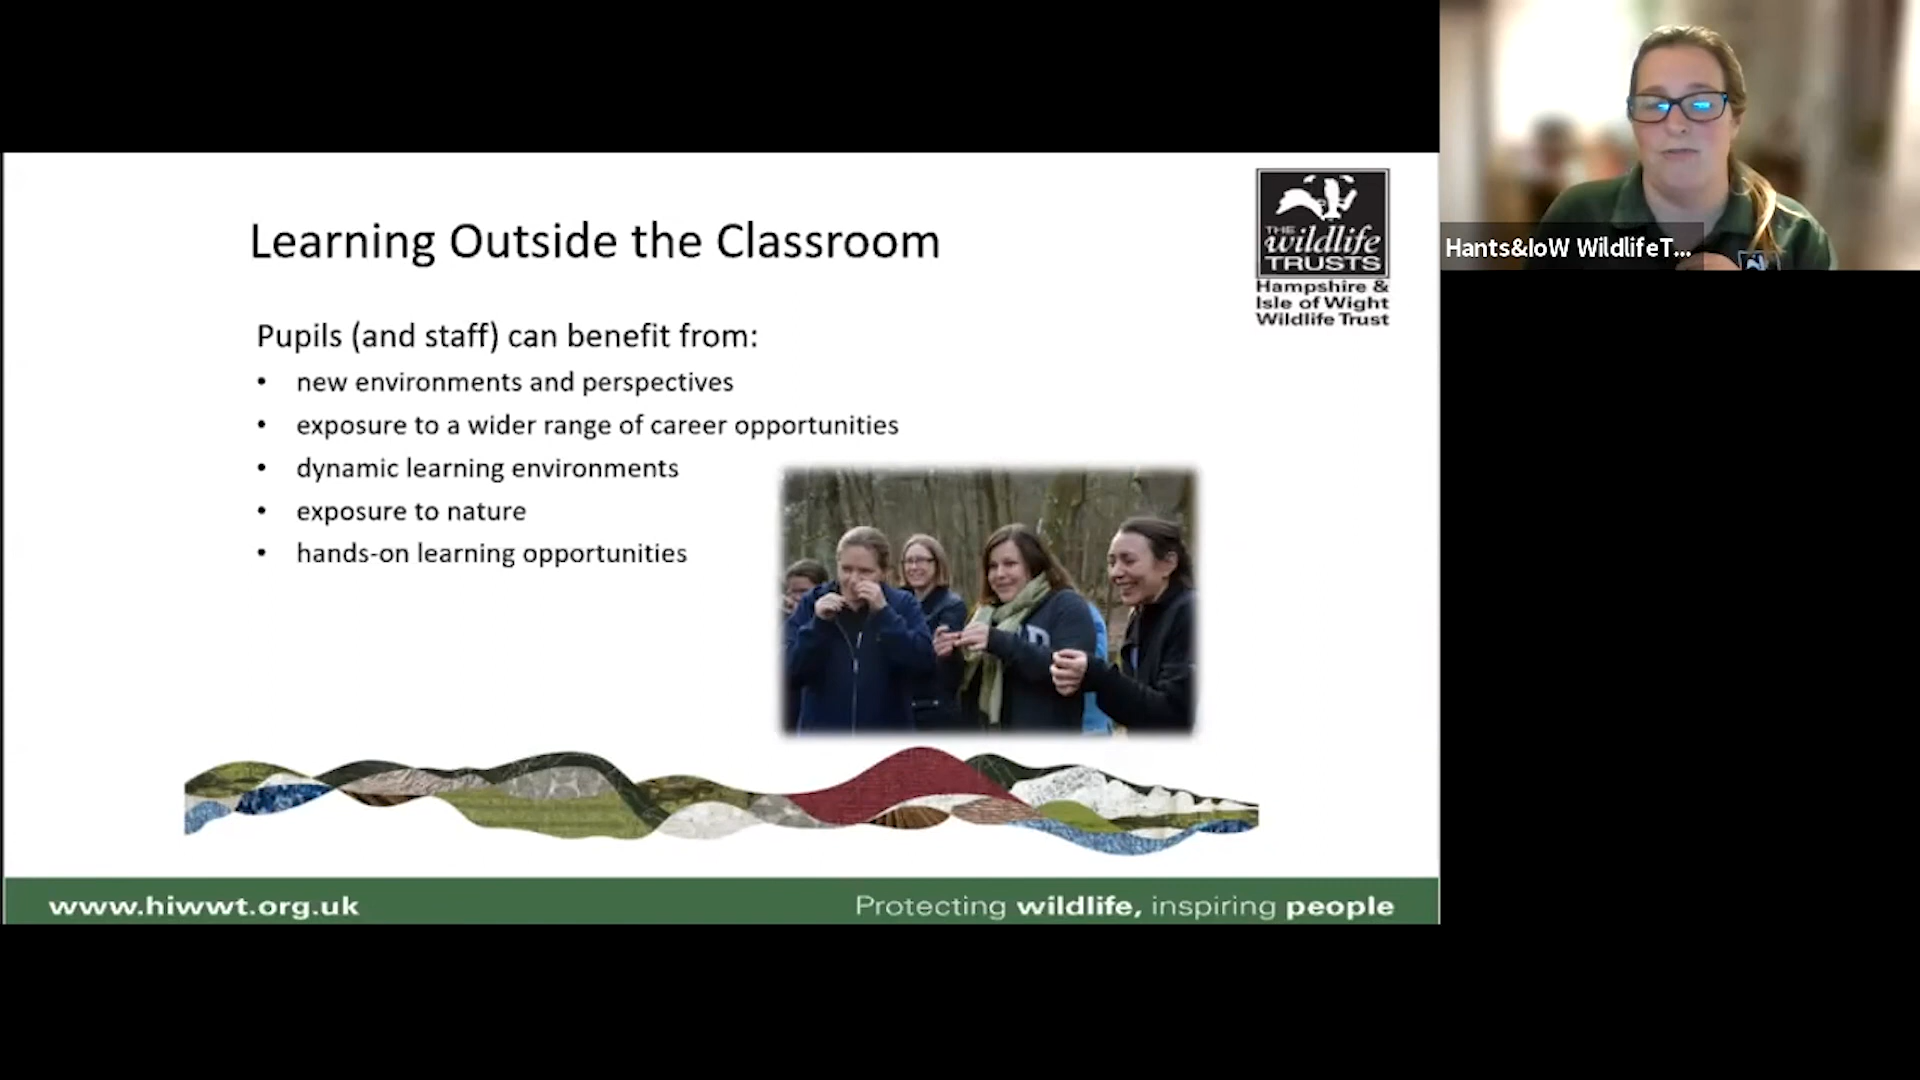 Learning Outside the Classroom
THE
wildlife
TRUSTS
Hampshire &
Isle of Wight
Wildlife Trust
Hants&IoW WildlifeT...
Pupils (and staff) can benefit from:
• new environments and perspectives
• exposure to a wider range of career opportunities
• dynamic learning environments
• exposure to nature
• hands-on learning opportunities
www.hiwwt.org.uk
Protecting wildlife, inspiring people